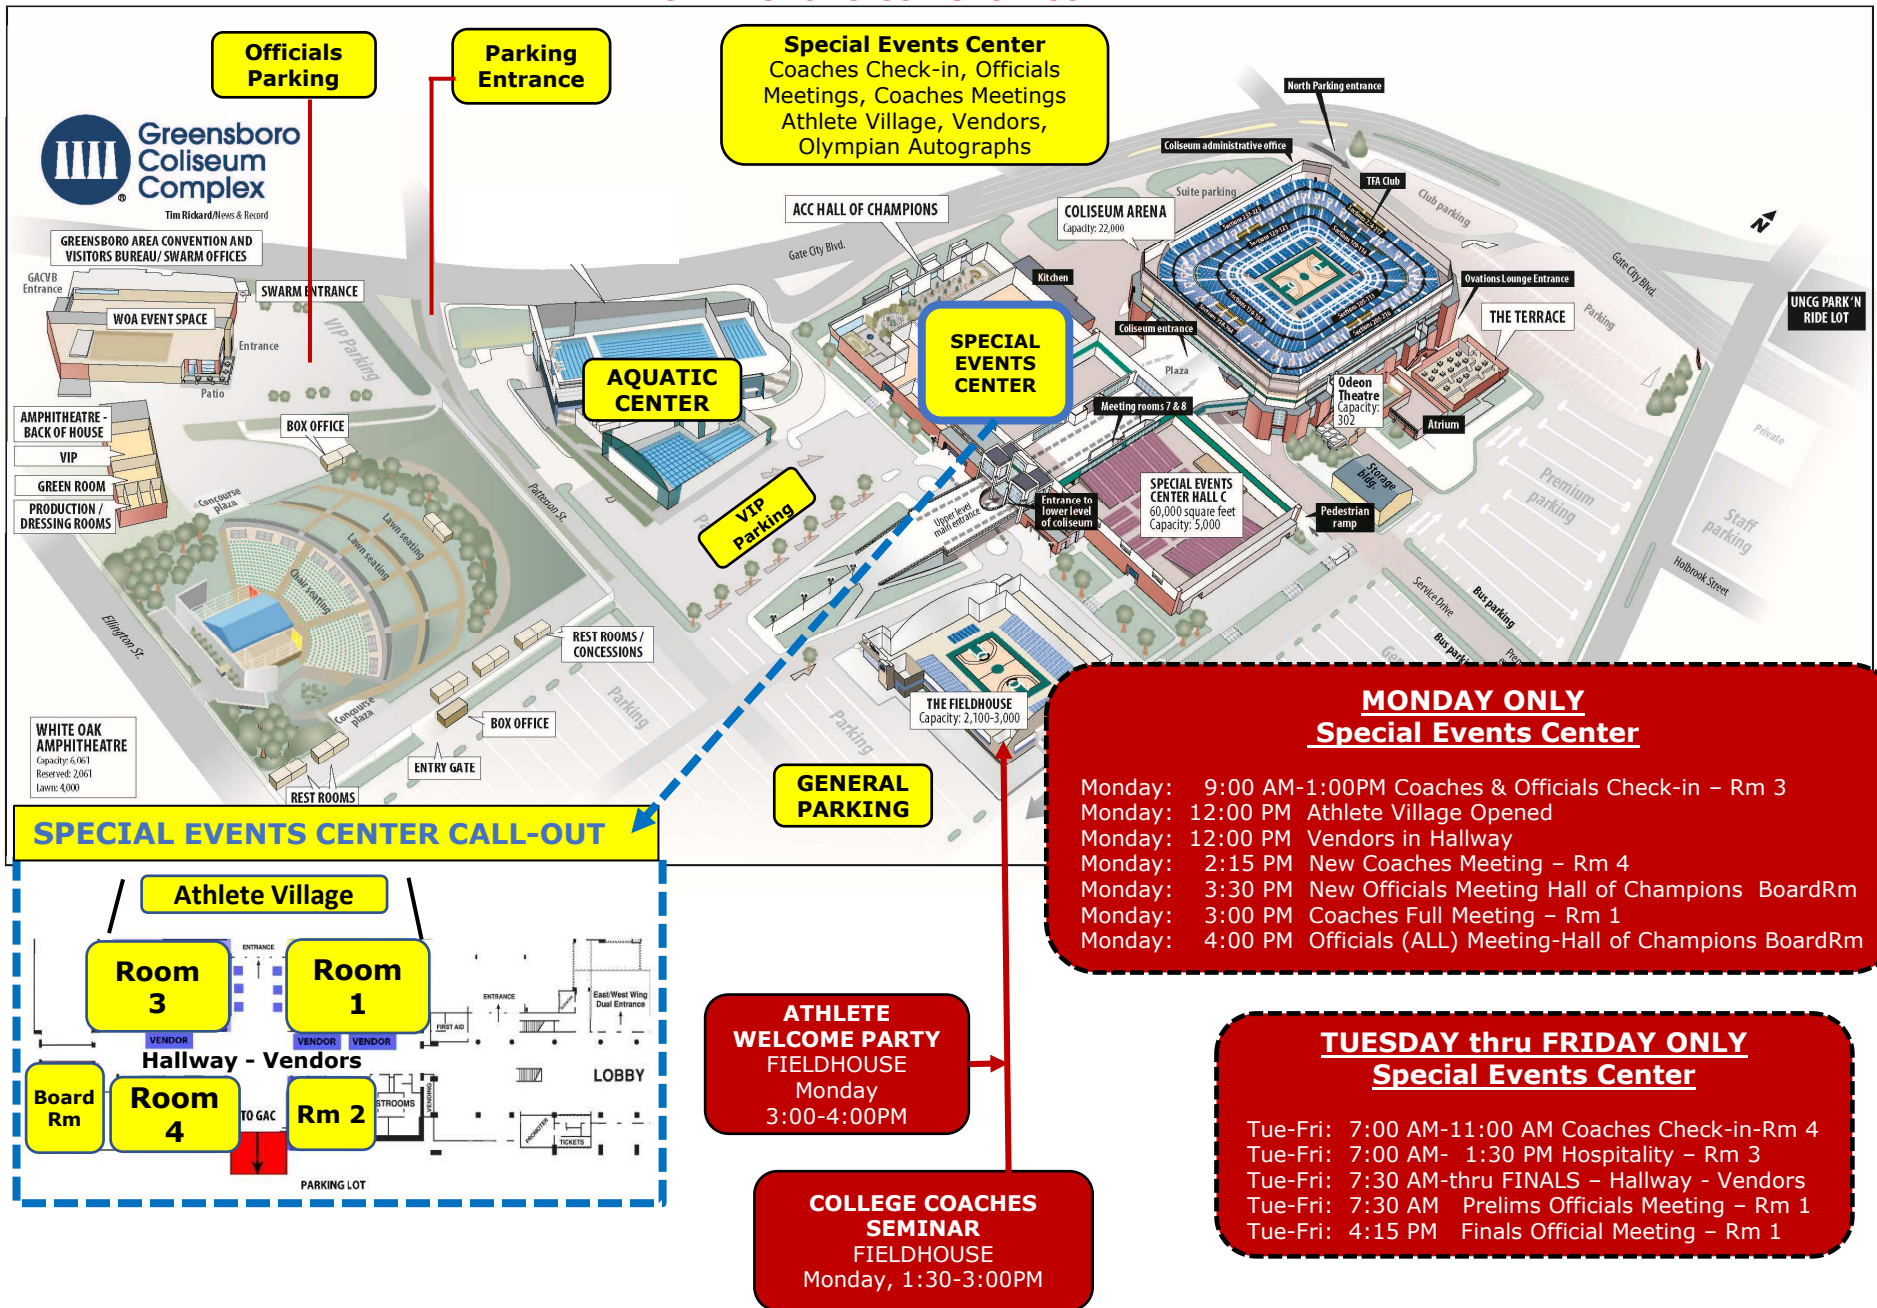 Officials
Parking
Parking
Entrance
Special Events Center
Coaches Check-in, Officials
Meetings, Coaches Meetings
Athlete Village, Vendors,
Olympian Autographs
Greensboro
Coliseum
Complex
®
Tim Rickard/News & Record
GREENSBORO AREA CONVENTION AND
VISITORS BUREAU/ SWARM OFFICES
GACVB
Entrance
SWARM ENTRANCE
WOA EVENT SPACE
Entrance
Patio
VIP Parking
AMPHITHEATRE -
BACK OF HOUSE
VIP
GREEN ROOM
PRODUCTION /
DRESSING ROOMS
BOX OFFICE
Concourse
plaza
Lawn seating
Lawn seating
Chair seating
Patterson St.
Ellington St.
Concourse
plaza
WHITE OAK
AMPHITHEATRE
Capacity: 6,061
Reserved: 2,061
Lawn: 4,000
REST ROOMS /
CONCESSIONS
BOX OFFICE
ENTRY GATE
REST ROOMS
Parking
Parking
AQUATIC
CENTER
VIP
Parking
Gate City Blvd.
ACC HALL OF CHAMPIONS
Kitchen
SPECIAL
EVENTS
CENTER
COLISEUM ARENA
Capacity: 22,000
North Parking entrance
Coliseum administrative office
Suite parking
TFA Club
Club parking
N
Gate City Blvd.
Ovations Lounge Entrance
THE TERRACE
Parking
UNCG PARK'N
RIDE LOT
Coliseum entrance
Plaza
Meeting rooms 7 & 8
Odeon
Theatre
Capacity:
302
Atrium
Storage
bldg.
Private
Premium
parking
Staff
parking
Holbrook Street
Upper level
main entrance
Entrance to
lower level
of coliseum
SPECIAL EVENTS
CENTER HALL C
60,000 square feet
Capacity: 5,000
Pedestrian
ramp
Service Drive
Bus parking
THE FIELDHOUSE
Capacity: 2,100-3,000
GENERAL
PARKING
MONDAY ONLY
Special Events Center
Monday: 9:00 AM-1:00PM Coaches & Officials Check-in – Rm 3
Monday: 12:00 PM Athlete Village Opened
Monday: 12:00 PM Vendors in Hallway
Monday: 2:15 PM New Coaches Meeting – Rm 4
Monday: 3:30 PM New Officials Meeting Hall of Champions BoardRm
Monday: 3:00 PM Coaches Full Meeting – Rm 1
Monday: 4:00 PM Officials (ALL) Meeting-Hall of Champions BoardRm
SPECIAL EVENTS CENTER CALL-OUT
Athlete Village
Room
3
ENTRANCE
Room
1
ENTRANCE
East/West Wing
Dual Entrance
FIRST AID
VENDOR
VENDOR
VENDOR
Hallway - Vendors
LOBBY
Board
Rm
Room
4
TO GAC
Rm 2
STROOMS
VENDING
PROMOTER
TICKETS
PARKING LOT
ATHLETE
WELCOME PARTY
FIELDHOUSE
Monday
3:00-4:00PM
COLLEGE COACHES
SEMINAR
FIELDHOUSE
Monday, 1:30-3:00PM
TUESDAY thru FRIDAY ONLY
Special Events Center
Tue-Fri: 7:00 AM-11:00 AM Coaches Check-in-Rm 4
Tue-Fri: 7:00 AM- 1:30 PM Hospitality – Rm 3
Tue-Fri: 7:30 AM-thru FINALS – Hallway - Vendors
Tue-Fri: 7:30 AM Prelims Officials Meeting – Rm 1
Tue-Fri: 4:15 PM Finals Official Meeting – Rm 1